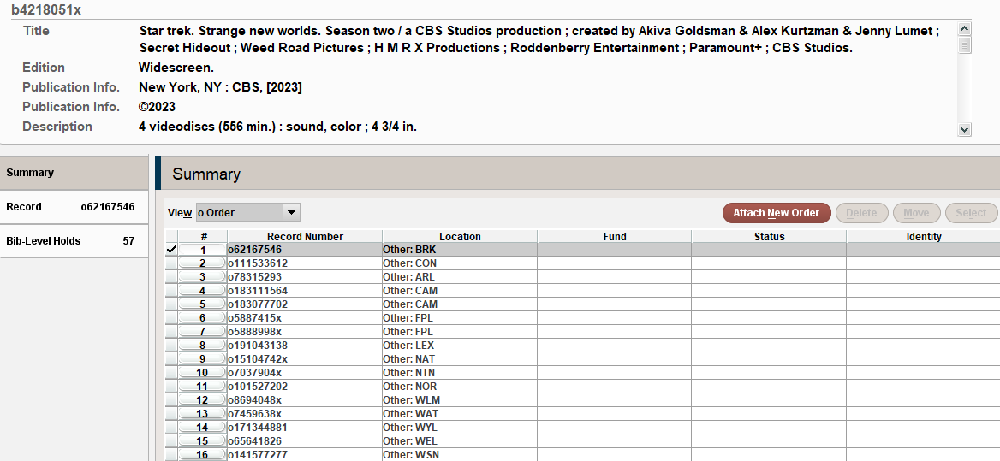 b4218051x
Title Star trek. Strange new worlds. Season two / a CBS Studios production ; created by Akiva Goldsman & Alex Kurtzman & Jenny Lumet ;
Secret Hideout ; Weed Road Pictures ; H M R X Productions ; Roddenberry Entertainment ; Paramount+ ; CBS Studios.
Edition Widescreen.
Publication Info. New York, NY : CBS, [2023]
Publication Info. ©2023
Description 4 videodiscs (556 min.) : sound, color ; 4 3/4 in.
Summary
Record o62167546
Bib-Level Holds 57
Summary
View o Order Attach New Order Delete Move Select
# Record Number Location Fund Status Identity
1 o62167546 Other: BRK
2 o111533612 Other: CON
3 o78315293 Other: ARL
4 o183111564 Other: CAM
5 o183077702 Other: CAM
6 o5887415x Other: FPL
7 o5888998x Other: FPL
8 o191043138 Other: LEX
9 o15104742x Other: NAT
10 o7037904x Other: NTN
11 o101527202 Other: NOR
12 o8694048x Other: WLM
13 o7459638x Other: WAT
14 o171344881 Other: WYL
15 o65641826 Other: WEL
16 o141577277 Other: WSN